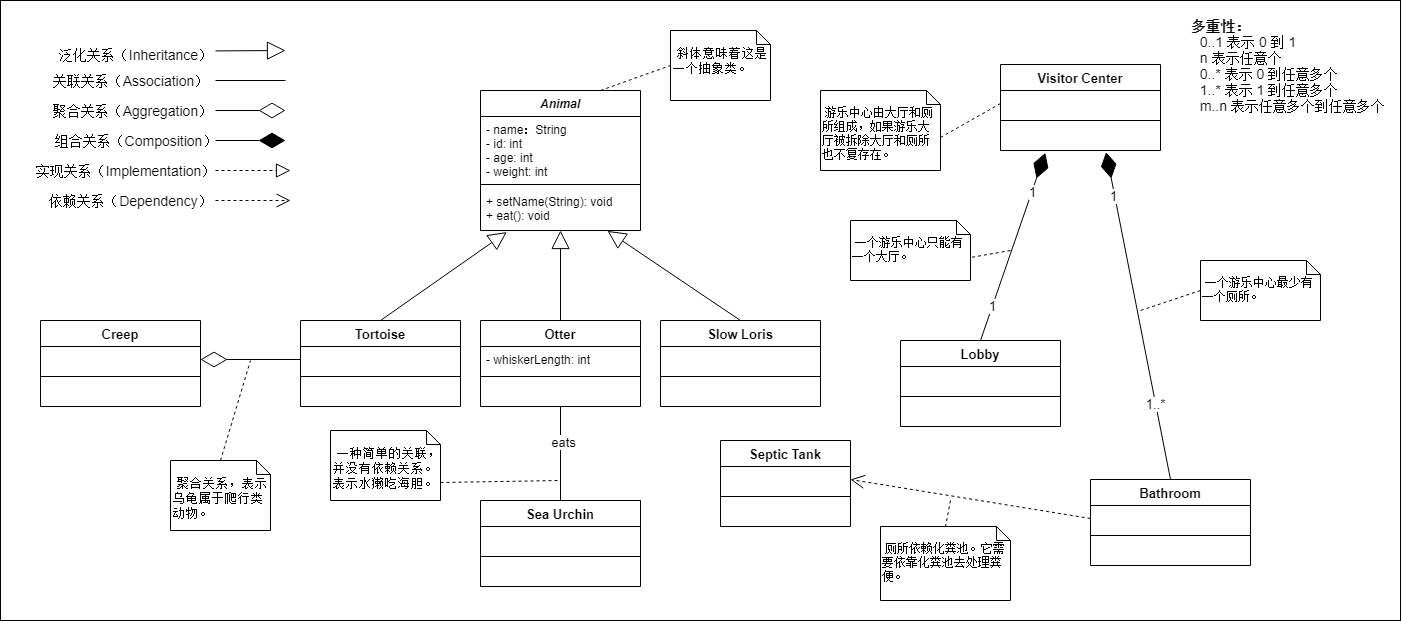 泛化关系（Inheritance）
关联关系（Association）
聚合关系（Aggregation）
组合关系（Composition）
实现关系（Implementation）
依赖关系（Dependency）
斜体意味着这是
一个抽象类。
Animal
- name：String
- id: int
- age: int
- weight: int
+ setName(String): void
+ eat(): void
多重性：
0..1 表示 0 到 1
n 表示任意个
0..* 表示 0 到任意多个
1..* 表示 1 到任意多个
m..n 表示任意多个到任意多个
Visitor Center
游乐中心由大厅和厕
所组成，如果游乐大
厅被拆除大厅和厕所
也不复存在。
1
1
一个游乐中心只能有
一个大厅。
一个游乐中心最少有
一个厕所。
1
1..*
Creep
Tortoise
Otter
- whiskerLength: int
Slow Loris
Lobby
聚合关系，表示
乌龟属于爬行类
动物。
一种简单的关联，
并没有依赖关系。
表示水獭吃海胆。
eats
Sea Urchin
Septic Tank
Bathroom
厕所依赖化粪池。它需
要依靠化粪池去处理粪
便。